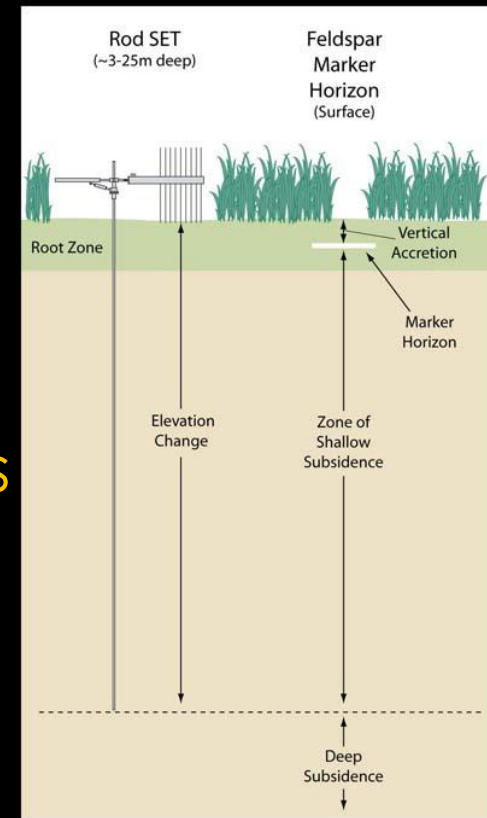 Rod SET
(~3-25m deep)
Feldspar
Marker
Horizon
(Surface)
Root Zone
Vertical
Accretion
Marker
Horizon
Elevation
Change
Zone of
Shallow
Subsidence
s
Deep
Subsidence